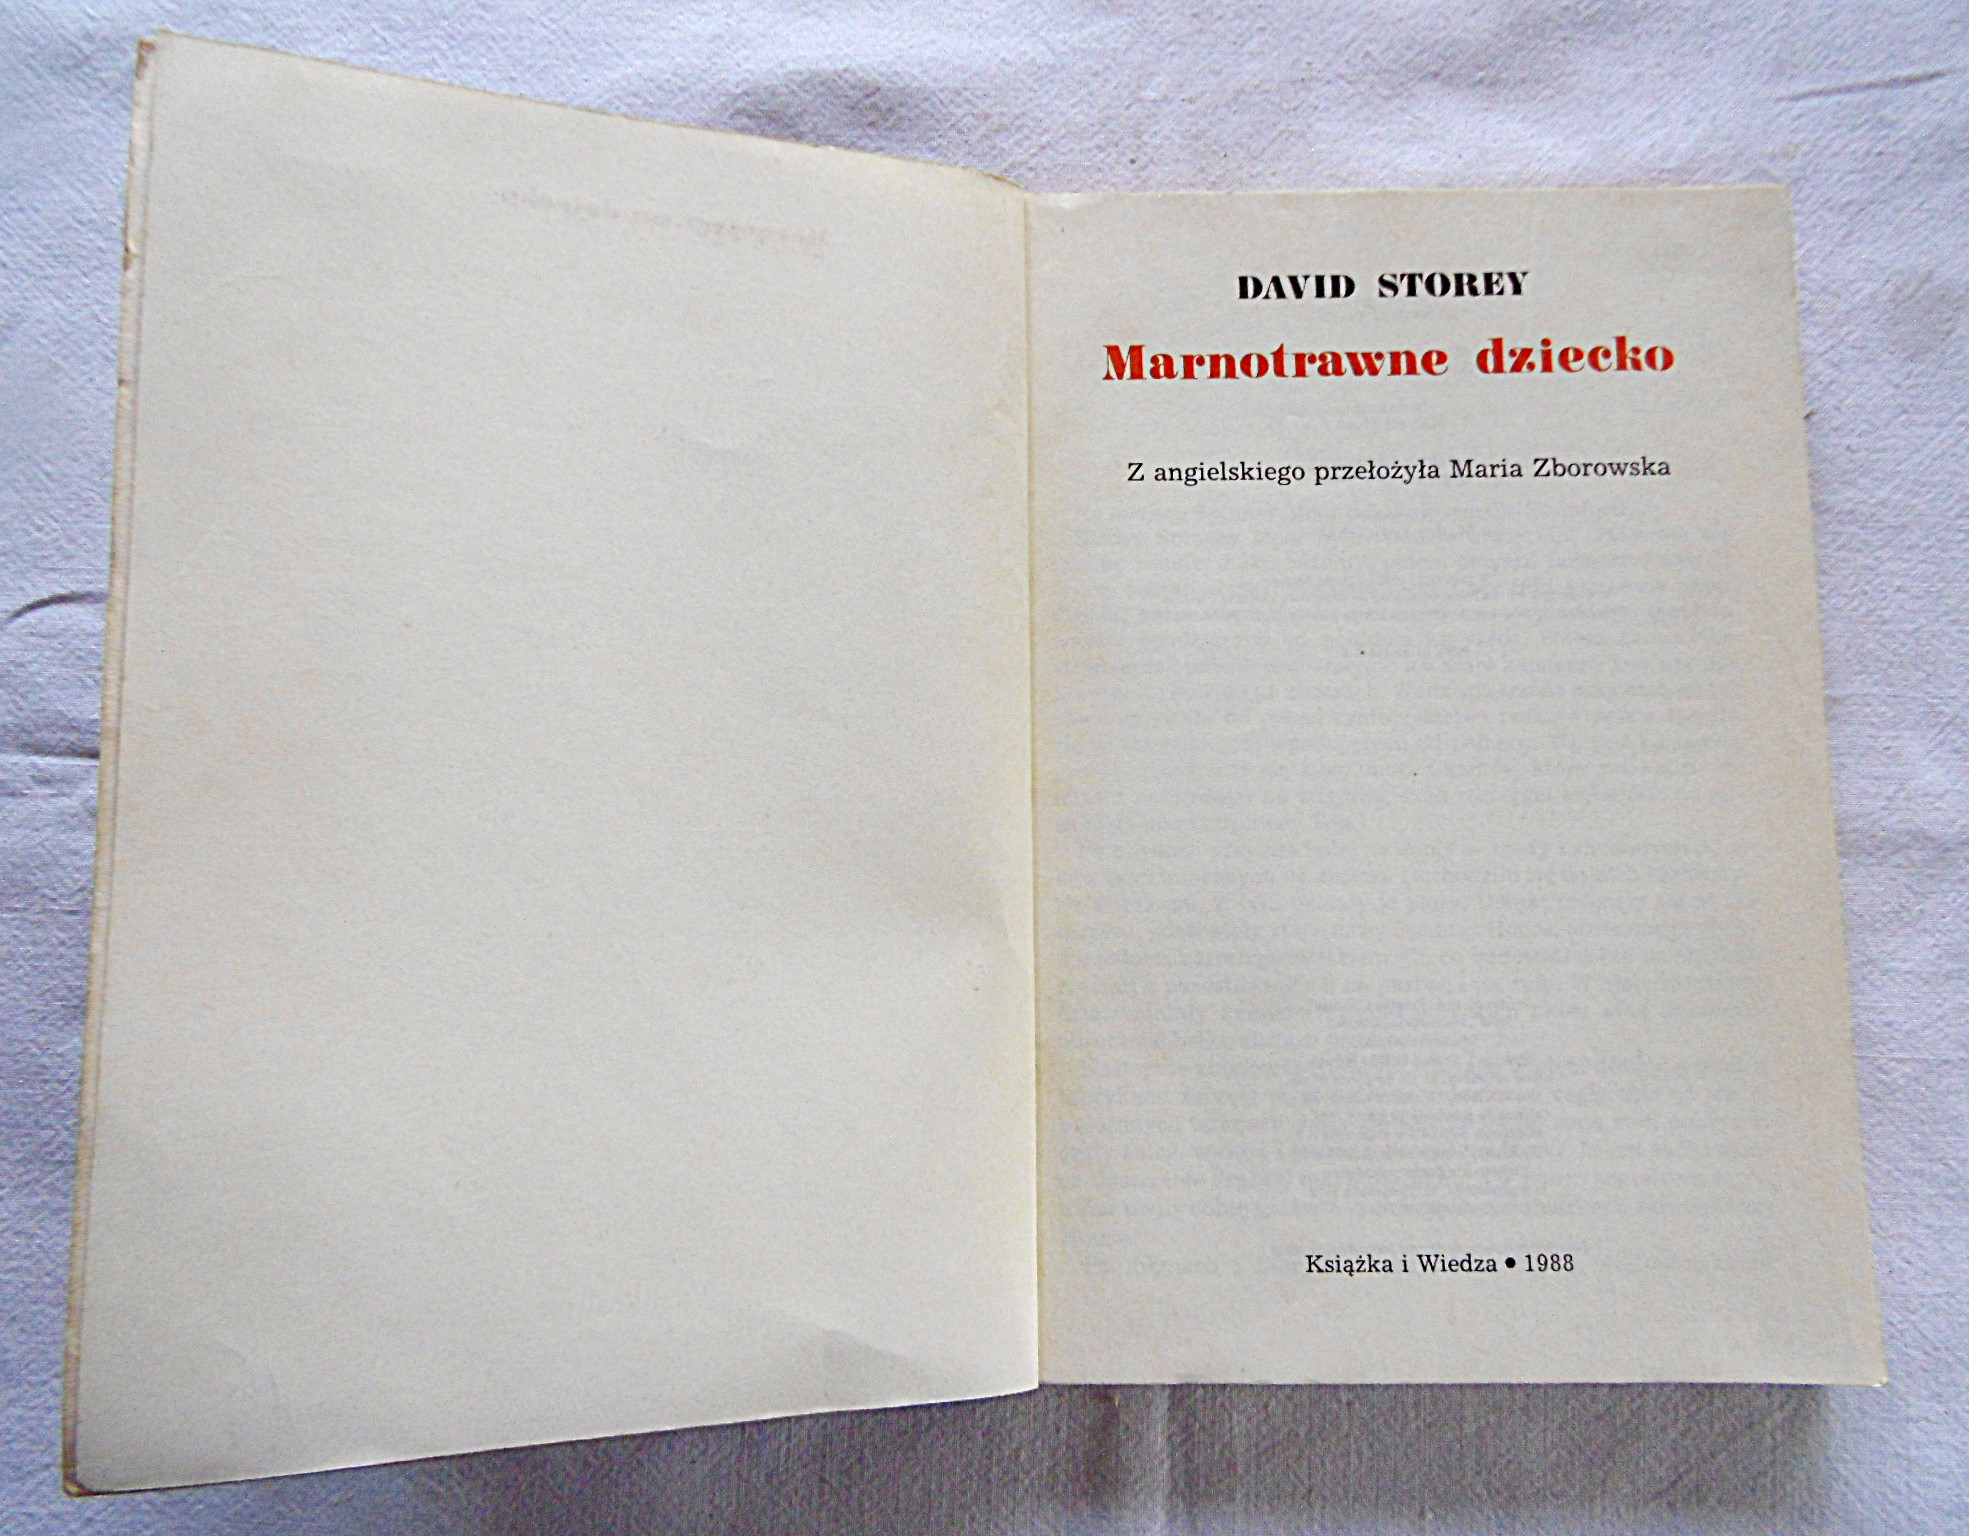 DAVID STOREY
Marnotrawne dziecko
Z angielskiego przełożyła Maria Zborowska
Książka i Wiedza ● 1988